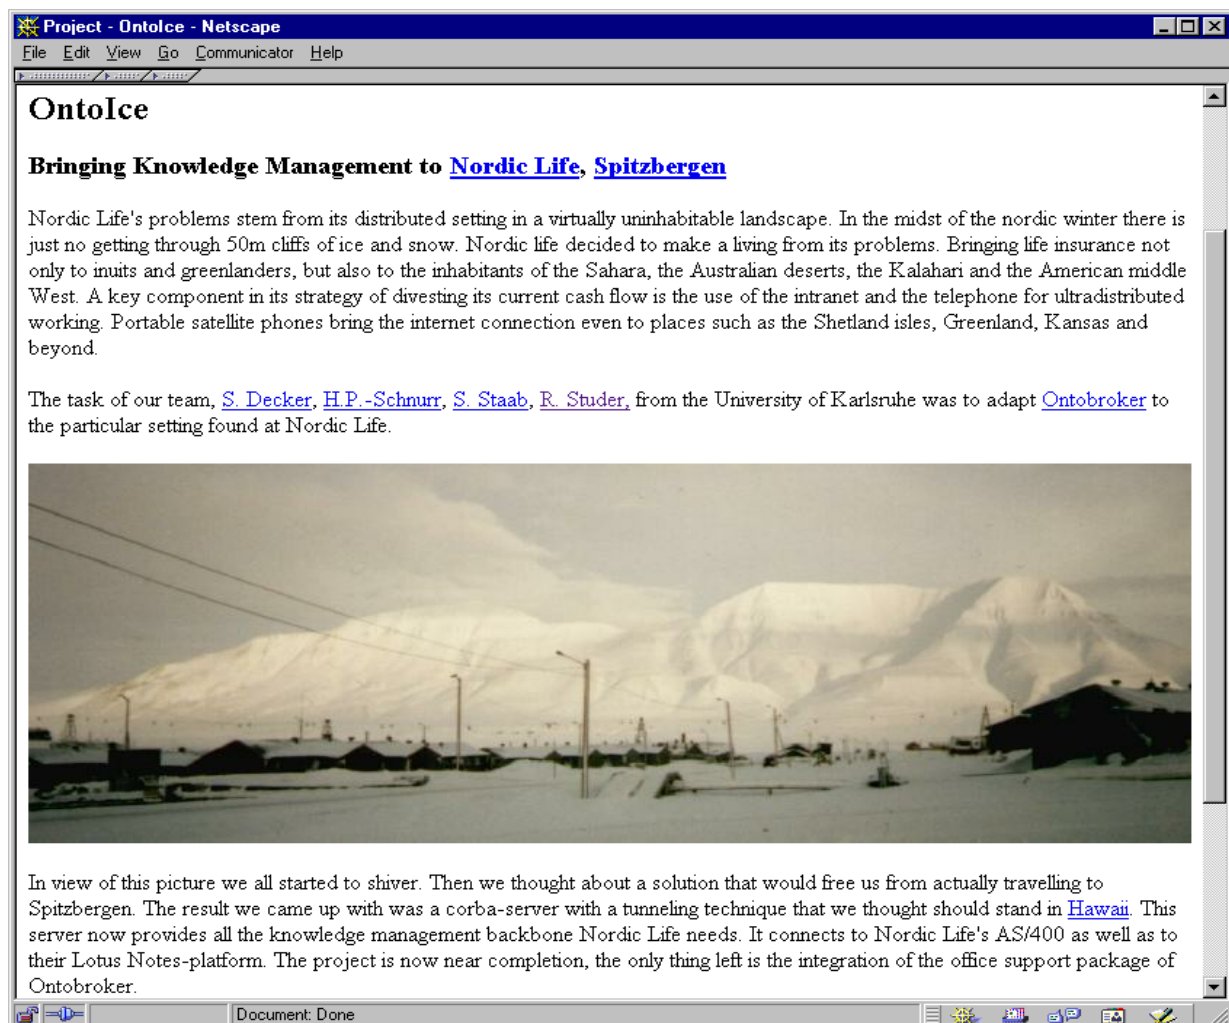 Project - OntoIce - Netscape
File Edit View Go Communicator Help
OntoIce
Bringing Knowledge Management to Nordic Life, Spitzbergen
Nordic Life's problems stem from its distributed setting in a virtually uninhabitable landscape. In the midst of the nordic winter there is
just no getting through 50m cliffs of ice and snow. Nordic life decided to make a living from its problems. Bringing life insurance not
only to inuits and greenlanders, but also to the inhabitants of the Sahara, the Australian deserts, the Kalahari and the American middle
West. A key component in its strategy of divesting its current cash flow is the use of the intranet and the telephone for ultradistributed
working. Portable satellite phones bring the internet connection even to places such as the Shetland isles, Greenland, Kansas and
beyond.
The task of our team, S. Decker, H.P.-Schnurr, S. Staab, R. Studer, from the University of Karlsruhe was to adapt Ontobroker to
the particular setting found at Nordic Life.
In view of this picture we all started to shiver. Then we thought about a solution that would free us from actually travelling to
Spitzbergen. The result we came up with was a corba-server with a tunneling technique that we thought should stand in Hawaii. This
server now provides all the knowledge management backbone Nordic Life needs. It connects to Nordic Life's AS/400 as well as to
their Lotus Notes-platform. The project is now near completion, the only thing left is the integration of the office support package of
Ontobroker.
Document: Done